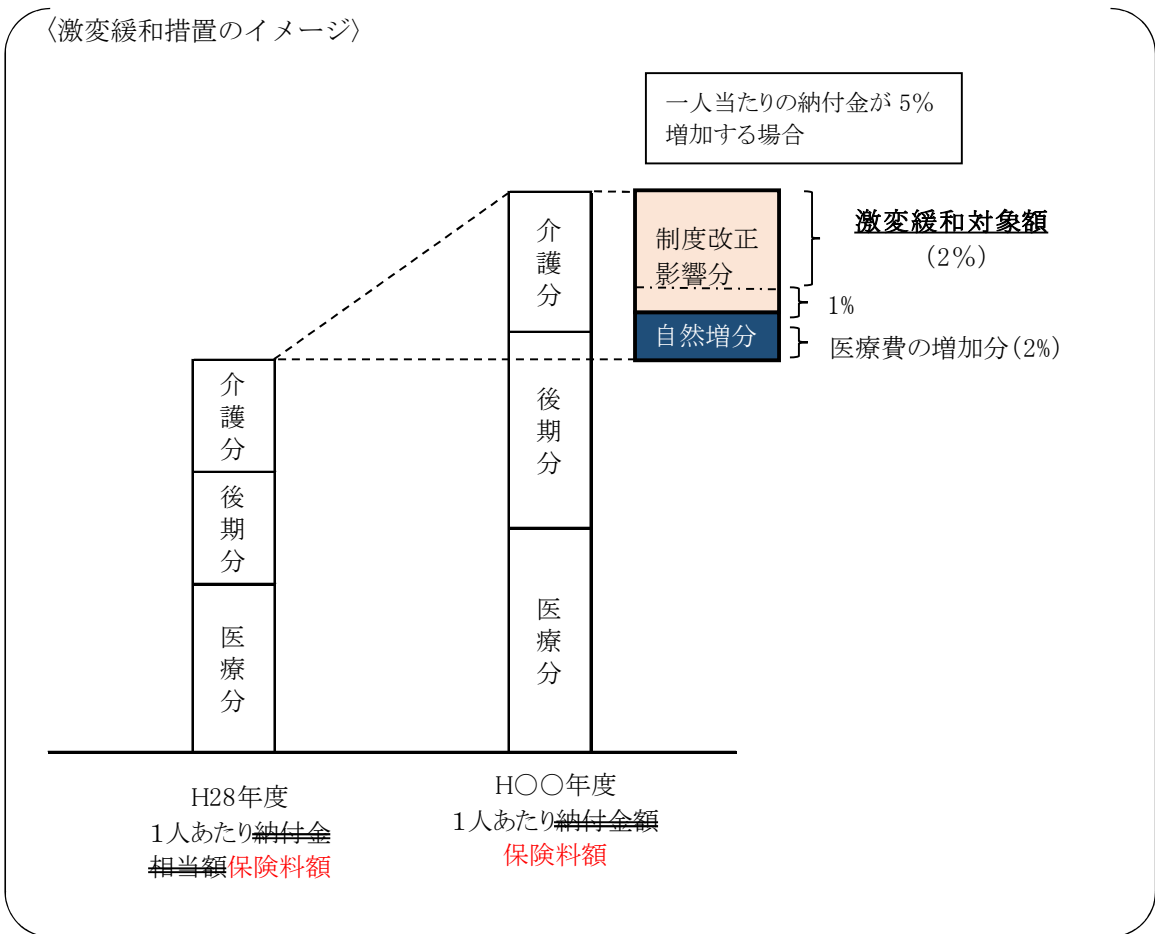 〈激変緩和措置のイメージ〉
一人当たりの納付金が 5%
増加する場合
介護分
後期分
医療分
介護分
後期分
医療分
制度改正
影響分
自然増分
激変緩和対象額
(2%)
1%
医療費の増加分(2%)
H28年度
1人あたり納付金
相当額保険料額
H○○年度
1人あたり納付金額
保険料額